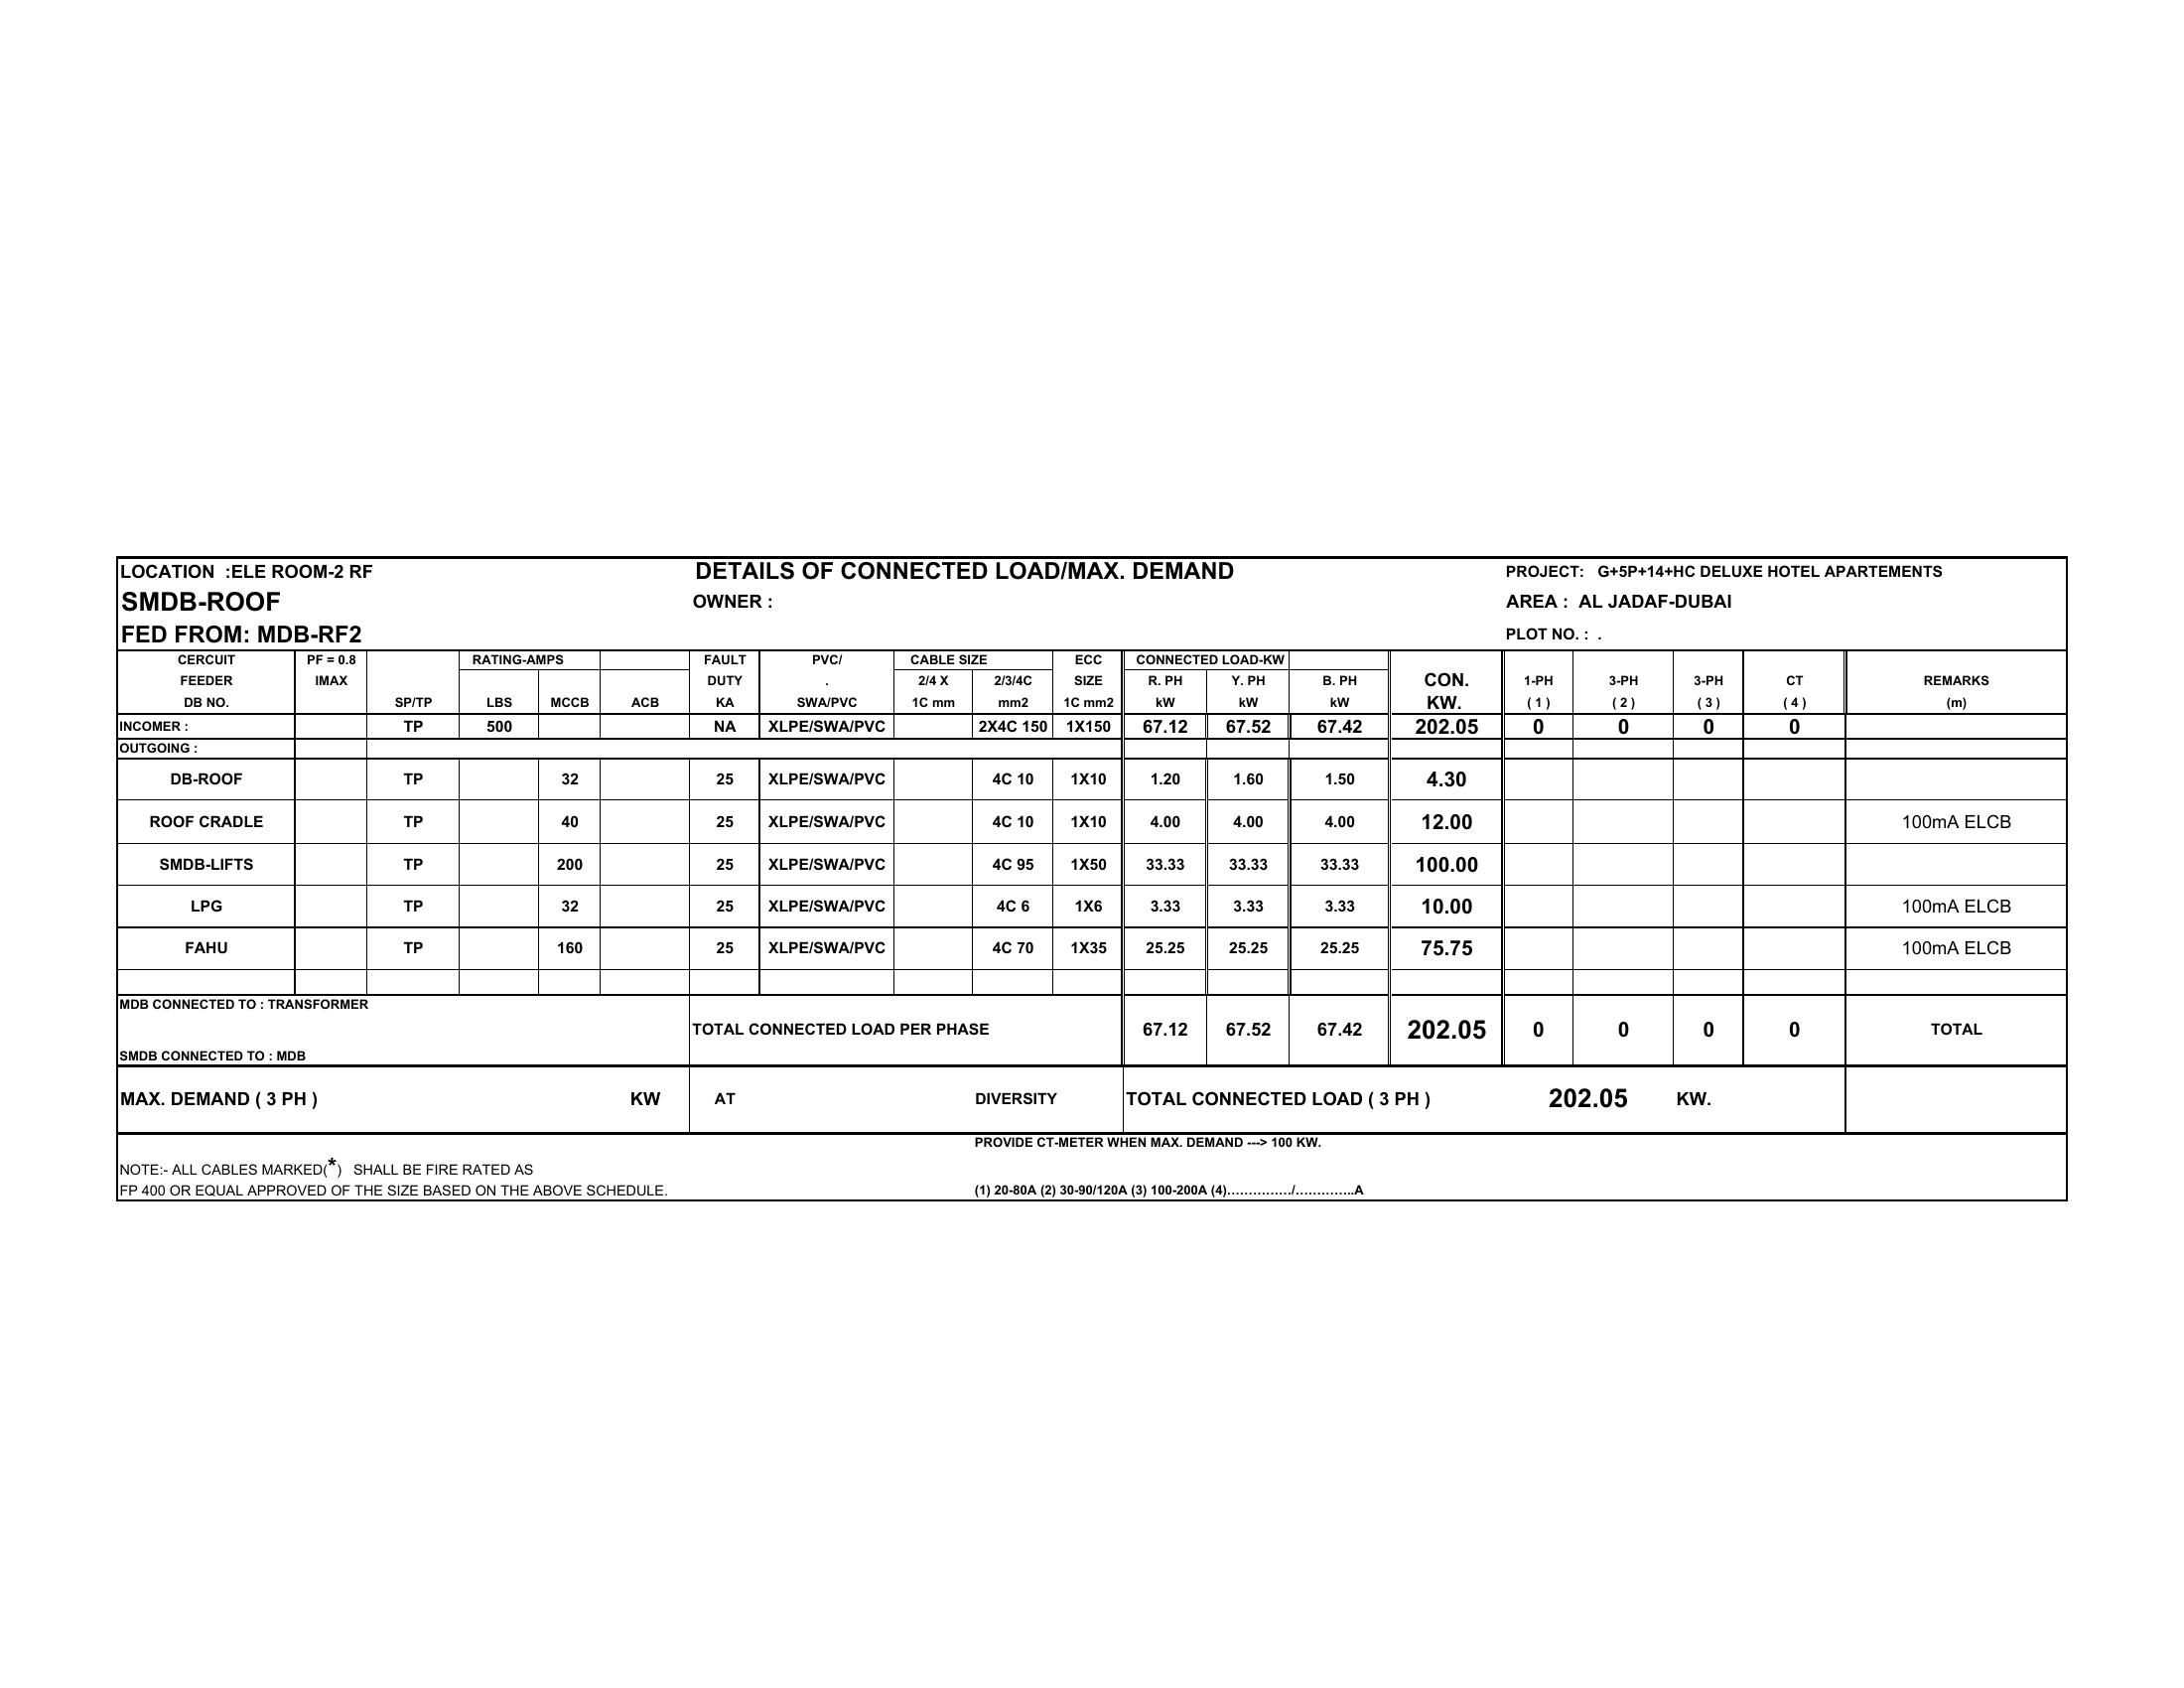 LOCATION :ELE ROOM-2 RF DETAILS OF CONNECTED LOAD/MAX. DEMAND PROJECT: G+5P+14+HC DELUXE HOTEL APARTEMENTS
SMDB-ROOF OWNER : AREA : AL JADAF-DUBAI
FED FROM: MDB-RF2 PLOT NO. : .
CERCUIT PF = 0.8 RATING-AMPS FAULT PVC/ CABLE SIZE ECC CONNECTED LOAD-KW
FEEDER IMAX DUTY . 2/4 X 2/3/4C SIZE R. PH Y. PH B. PH CON. 1-PH 3-PH 3-PH CT REMARKS
DB NO. SP/TP LBS MCCB ACB KA SWA/PVC 1C mm mm2 1C mm2 kW kW kW KW. ( 1 ) ( 2 ) ( 3 ) ( 4 ) (m)
INCOMER : TP 500 NA XLPE/SWA/PVC 2X4C 150 1X150 67.12 67.52 67.42 202.05 0 0 0 0
OUTGOING :
DB-ROOF TP 32 25 XLPE/SWA/PVC 4C 10 1X10 1.20 1.60 1.50 4.30
ROOF CRADLE TP 40 25 XLPE/SWA/PVC 4C 10 1X10 4.00 4.00 4.00 12.00 100mA ELCB
SMDB-LIFTS TP 200 25 XLPE/SWA/PVC 4C 95 1X50 33.33 33.33 33.33 100.00
LPG TP 32 25 XLPE/SWA/PVC 4C 6 1X6 3.33 3.33 3.33 10.00 100mA ELCB
FAHU TP 160 25 XLPE/SWA/PVC 4C 70 1X35 25.25 25.25 25.25 75.75 100mA ELCB
MDB CONNECTED TO : TRANSFORMER
TOTAL CONNECTED LOAD PER PHASE 67.12 67.52 67.42 202.05 0 0 0 0 TOTAL
SMDB CONNECTED TO : MDB
MAX. DEMAND ( 3 PH ) KW AT DIVERSITY TOTAL CONNECTED LOAD ( 3 PH ) 202.05 KW.
PROVIDE CT-METER WHEN MAX. DEMAND ---> 100 KW.
NOTE:- ALL CABLES MARKED(*) SHALL BE FIRE RATED AS
FP 400 OR EQUAL APPROVED OF THE SIZE BASED ON THE ABOVE SCHEDULE. (1) 20-80A (2) 30-90/120A (3) 100-200A (4)……………/…………..A